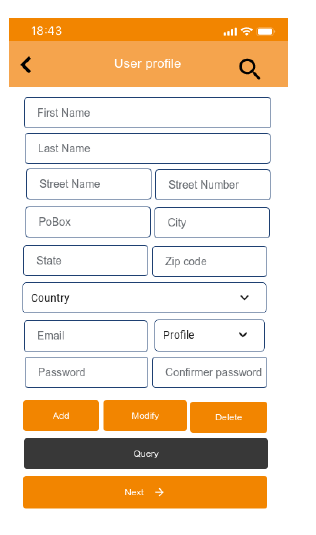 18:43
User profile
First Name
Last Name
Street Name Street Number
PoBox City
State Zip code
Country
Email Profile
Password Confirmer password
Add Modify Delete
Query
Next